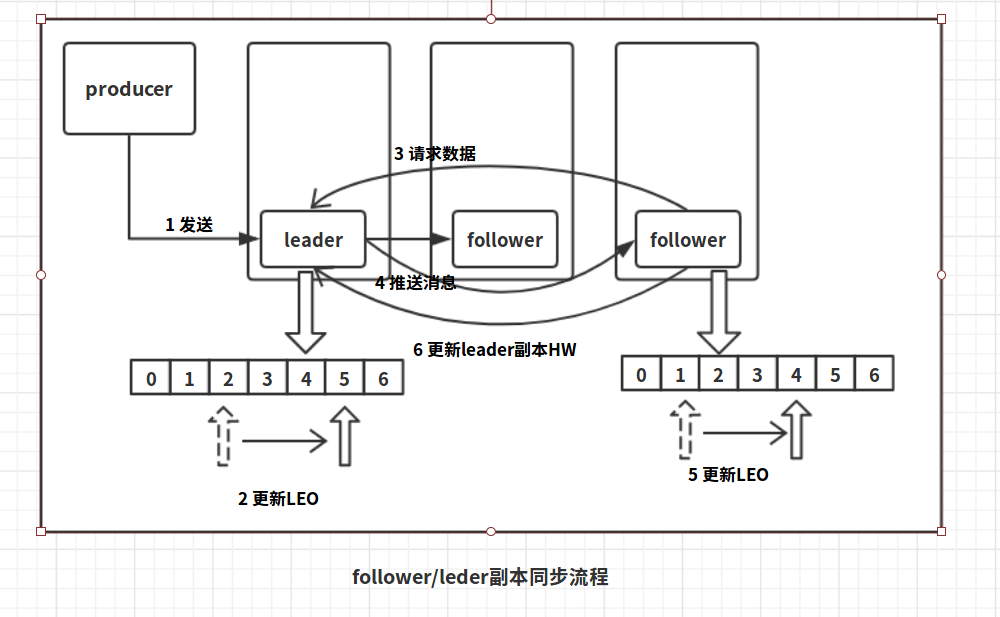 producer
3 请求数据
1 发送
leader
follower
follower
4 推送消息
6 更新leader副本HW
0 1 2 3 4 5 6
0 1 2 3 4 5 6
5 更新LEO
2 更新LEO
follower/leder副本同步流程